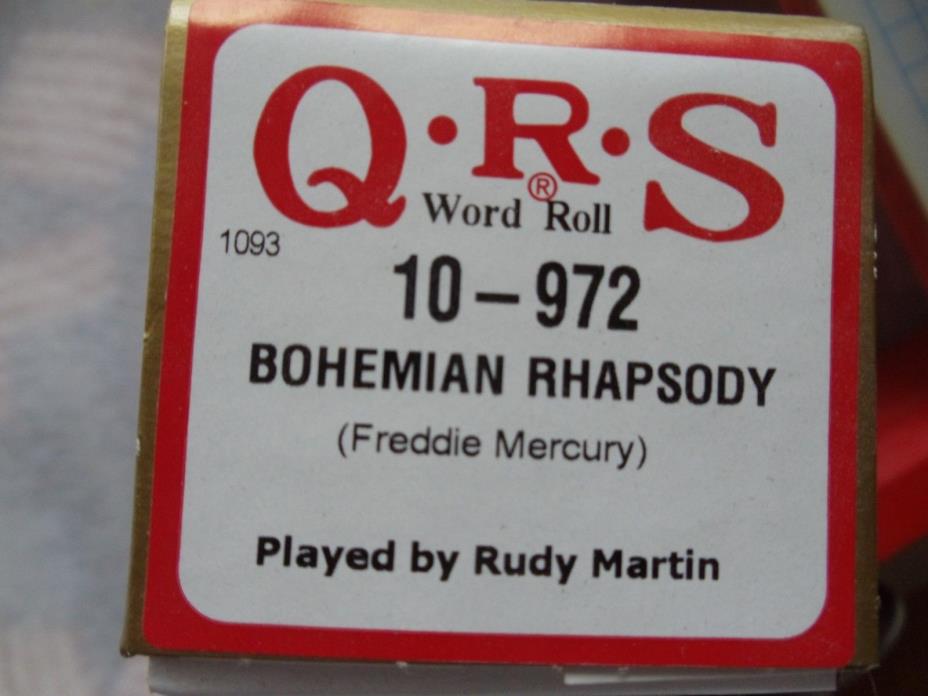 Q·R·S
®
Word Roll
1093
10-972
BOHEMIAN RHAPSODY
(Freddie Mercury)
Played by Rudy Martin